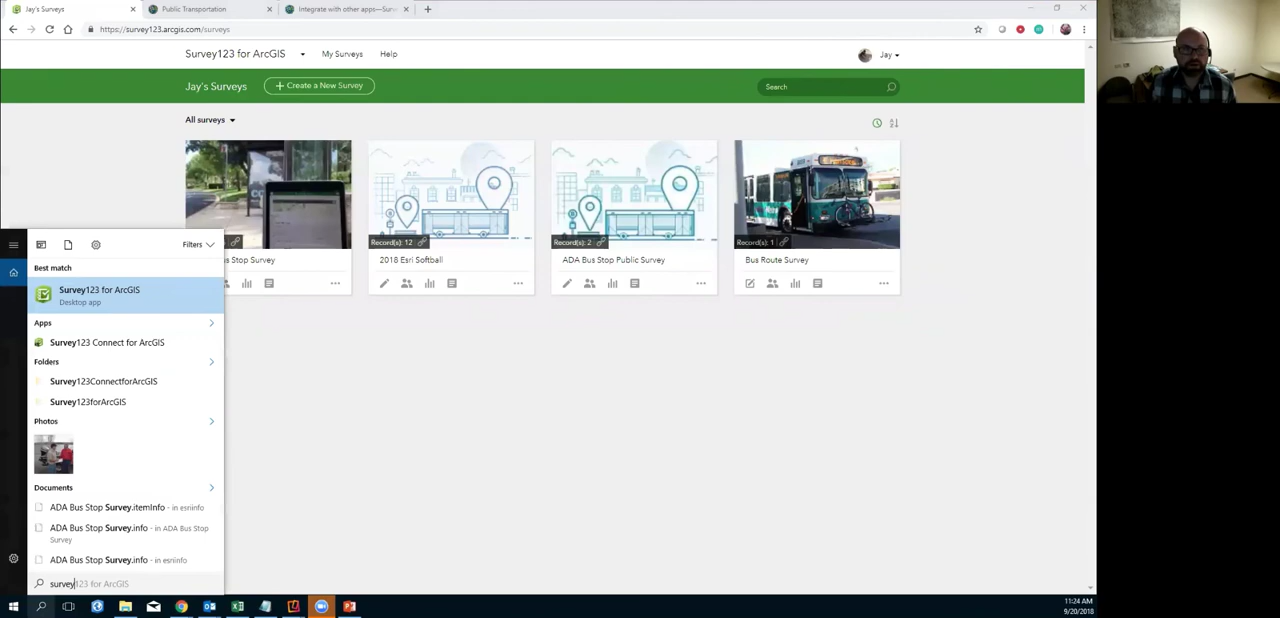 Jay's Surveys
Public Transportation
Integrate with other apps—Surv
https://survey123.arcgis.com/surveys
Survey123 for ArcGIS
My Surveys
Help
Jay
Jay's Surveys
Create a New Survey
Search
All surveys
Record(s): 12
Record(s): 2
Record(s): 1
s Stop Survey
2018 Esri Softball
ADA Bus Stop Public Survey
Bus Route Survey
Filters
Best match
Survey123 for ArcGIS
Desktop app
Apps
Survey123 Connect for ArcGIS
Folders
Survey123ConnectforArcGIS
Survey123forArcGIS
Photos
Documents
ADA Bus Stop Survey.itemInfo - in esriinfo
ADA Bus Stop Survey.info - in ADA Bus Stop
Survey
ADA Bus Stop Survey.info - in esriinfo
survey123 for ArcGIS
11:24 AM
9/20/2018